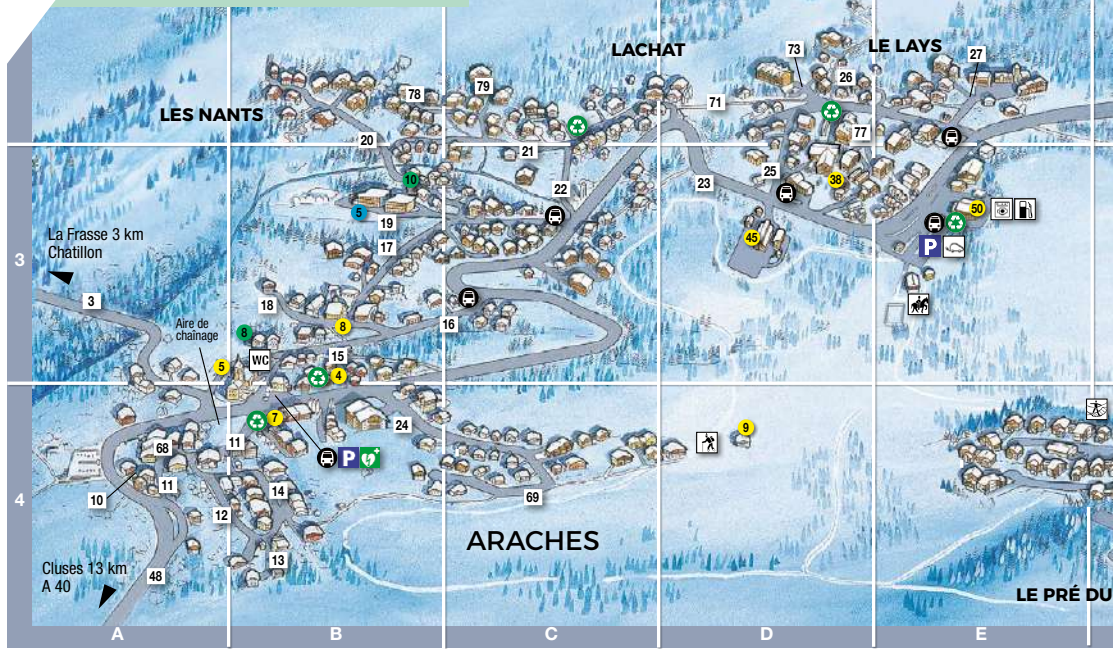 LACHAT
73
LE LAYS
27
26
79
78
71
LES NANTS
77
20
21
10
25
38
23
22
50
5
19
P
45
17
La Frasse 3 km
Chatillon
3
3
18
8
16
Aire de
chaînage
8
WC
15
5
4
7
24
9
11
68
P
11
14
10
4
69
12
ARACHES
13
48
Cluses 13 km
A 40
LE PRÉ DU
A
B
C
D
E